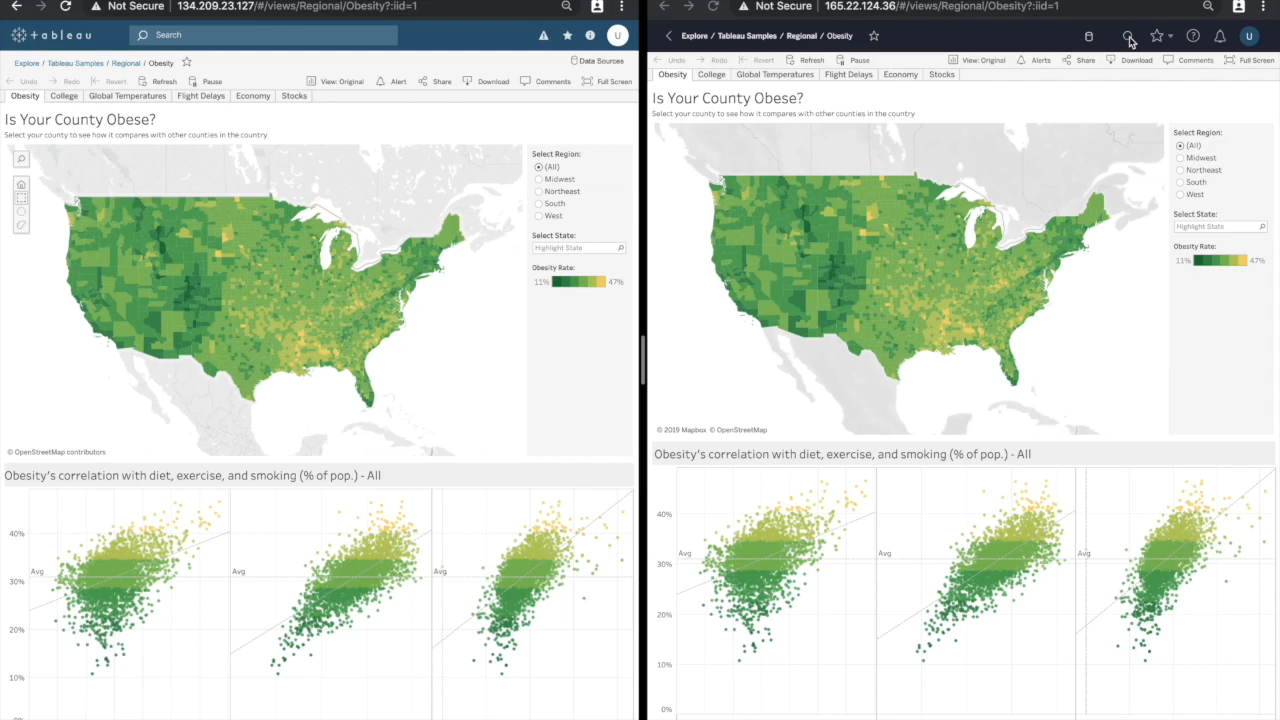 Not Secure 134.209.23.127/#/views/Regional/Obesity?:iid=1
+ a b l e a u Search U
Explore / Tableau Samples / Regional / Obesity Data Sources
Undo Redo Revert Refresh Pause View: Original Alert Share Download Comments Full Screen
Obesity College Global Temperatures Flight Delays Economy Stocks
Is Your County Obese?
Select your county to see how it compares with other counties in the country
Select Region:
(All)
Midwest
Northeast
South
West
Select State:
Highlight State
Obesity Rate:
11% 47%
© OpenStreetMap contributors
Obesity's correlation with diet, exercise, and smoking (% of pop.) - All
40%
Avg Avg Avg
30%
20%
10%
0%
Not Secure 165.22.124.36/#/views/Regional/Obesity?:iid=1
Explore / Tableau Samples / Regional / Obesity ? U
Undo Redo Revert Refresh Pause View: Original Alerts Share Download Comments Full Screen
Obesity College Global Temperatures Flight Delays Economy Stocks
Is Your County Obese?
Select your county to see how it compares with other counties in the country
Select Region:
(All)
Midwest
Northeast
South
West
Select State:
Highlight State
Obesity Rate:
11% 47%
© 2019 Mapbox © OpenStreetMap
Obesity's correlation with diet, exercise, and smoking (% of pop.) - All
40%
Avg Avg Avg
30%
20%
10%
0%